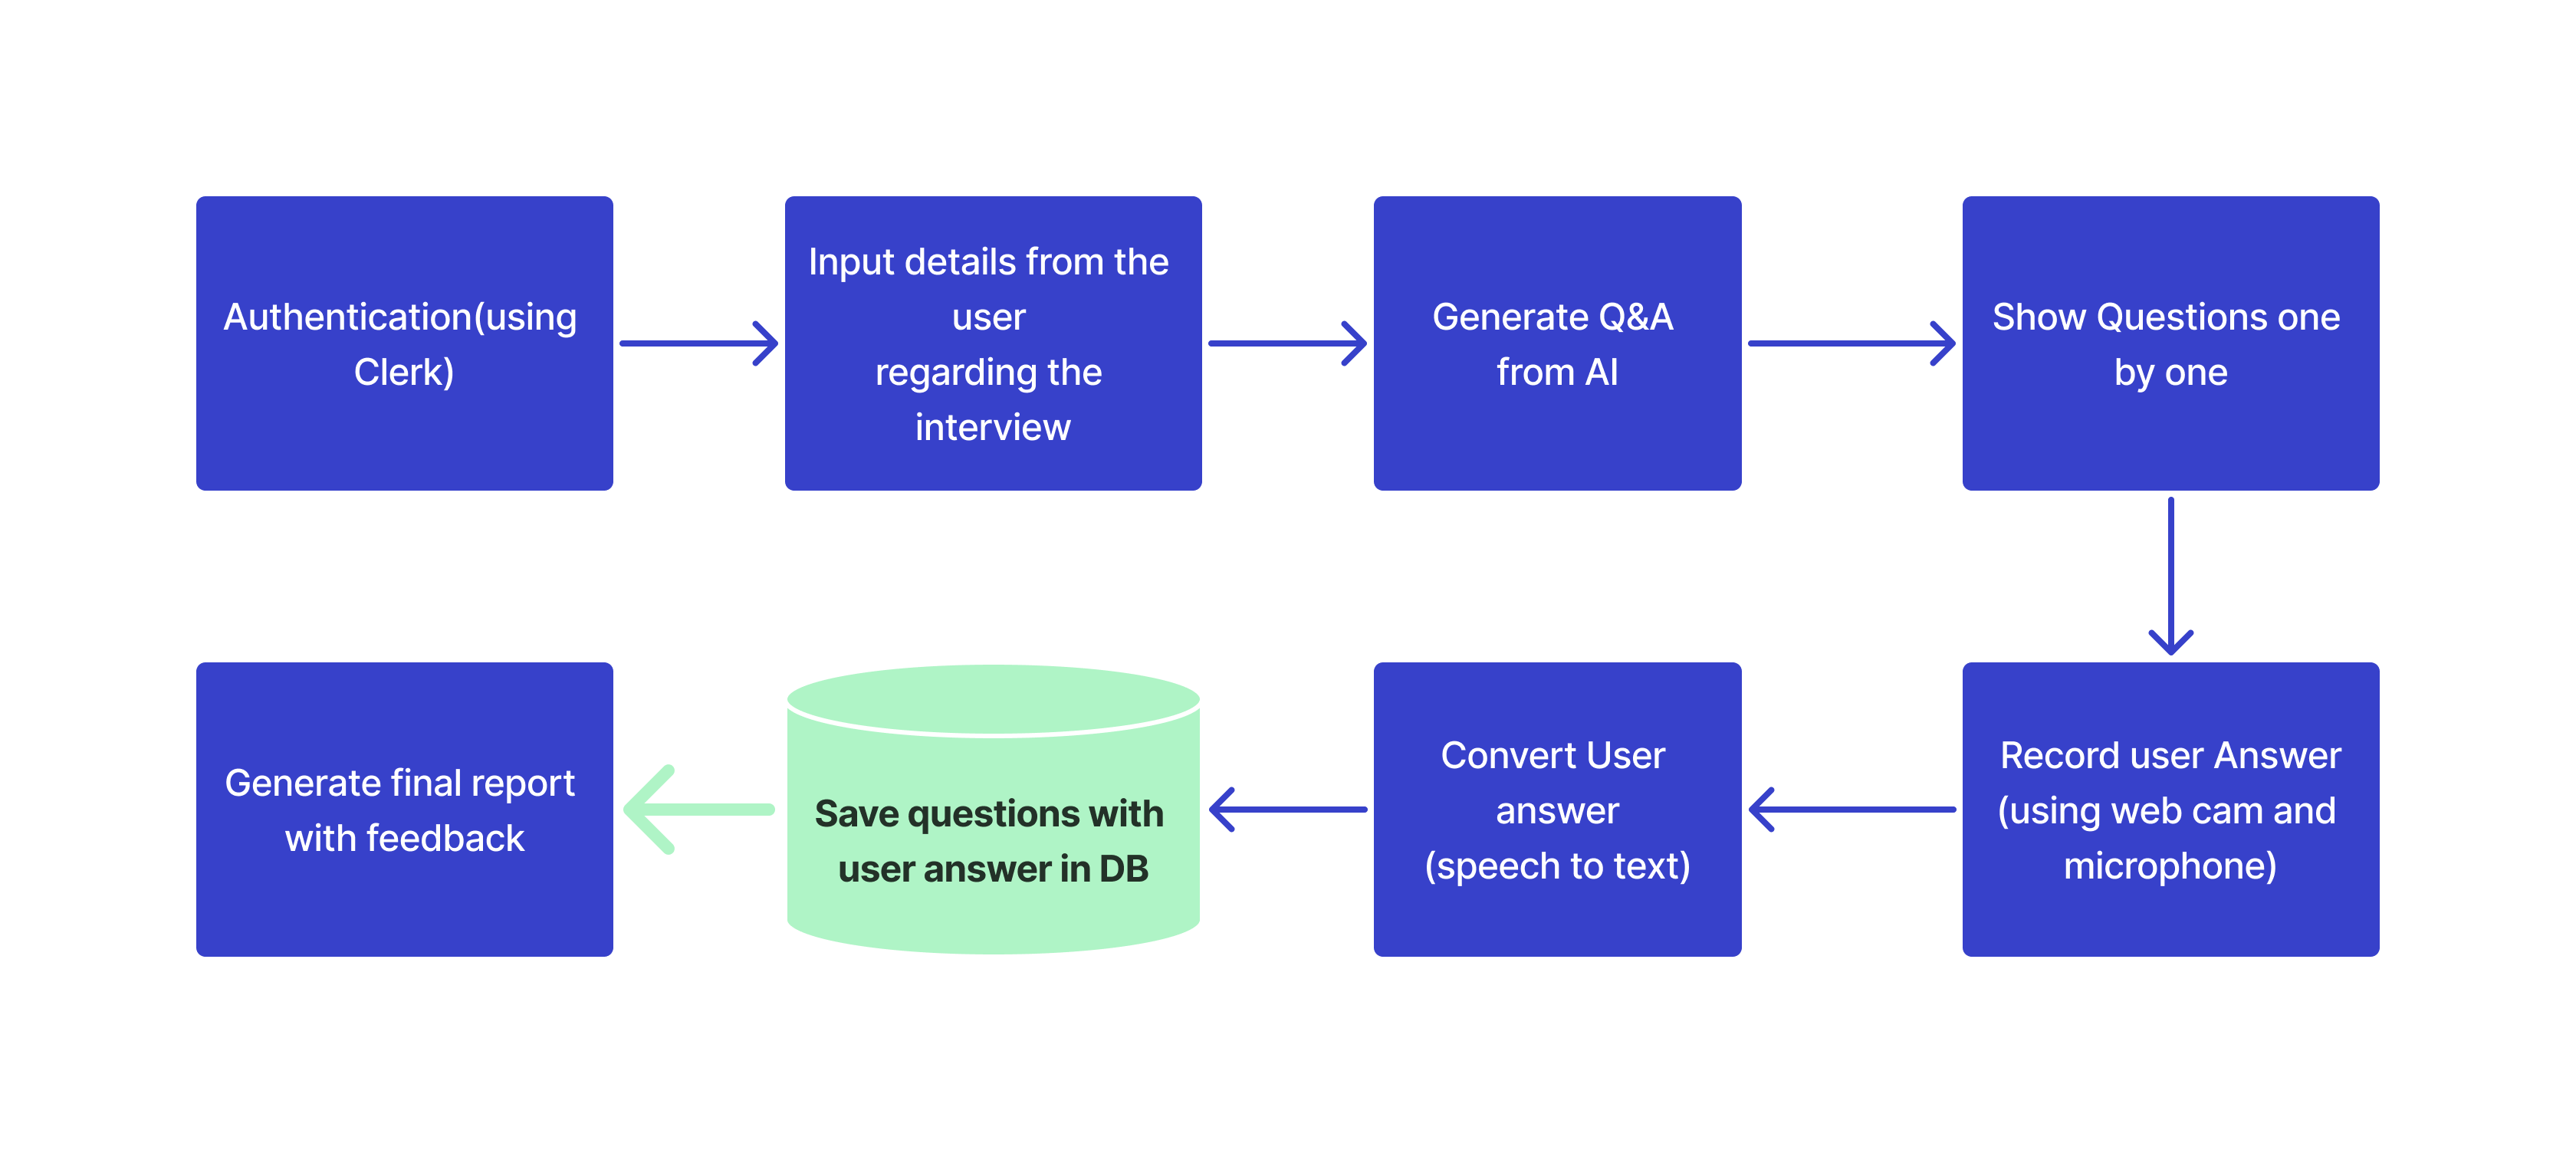 Authentication(using
Clerk)
Input details from the
user
regarding the
interview
Generate Q&A
from AI
Show Questions one
by one
Record user Answer
(using web cam and
microphone)
Convert User
answer
(speech to text)
Save questions with
user answer in DB
Generate final report
with feedback